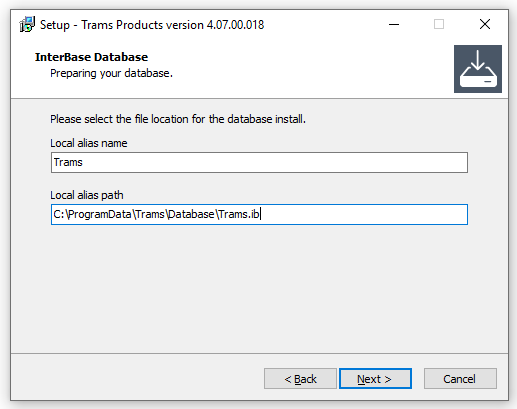 Setup - Trams Products version 4.07.00.018
InterBase Database
Preparing your database.
Please select the file location for the database install.
Local alias name
Trams
Local alias path
C:\ProgramData\Trams\Database\Trams.ib
< Back
Next >
Cancel